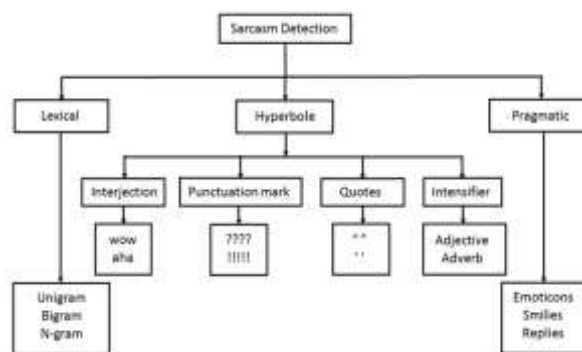 Sarcasm Detection
Lexical
Hyperbole
Pragmatic
Interjection
Punctuation mark
Quotes
Intensifier
wow
aha
????
!!!!!
" "
' '
Adjective
Adverb
Unigram
Bigram
N-gram
Emoticons
Smilies
Replies